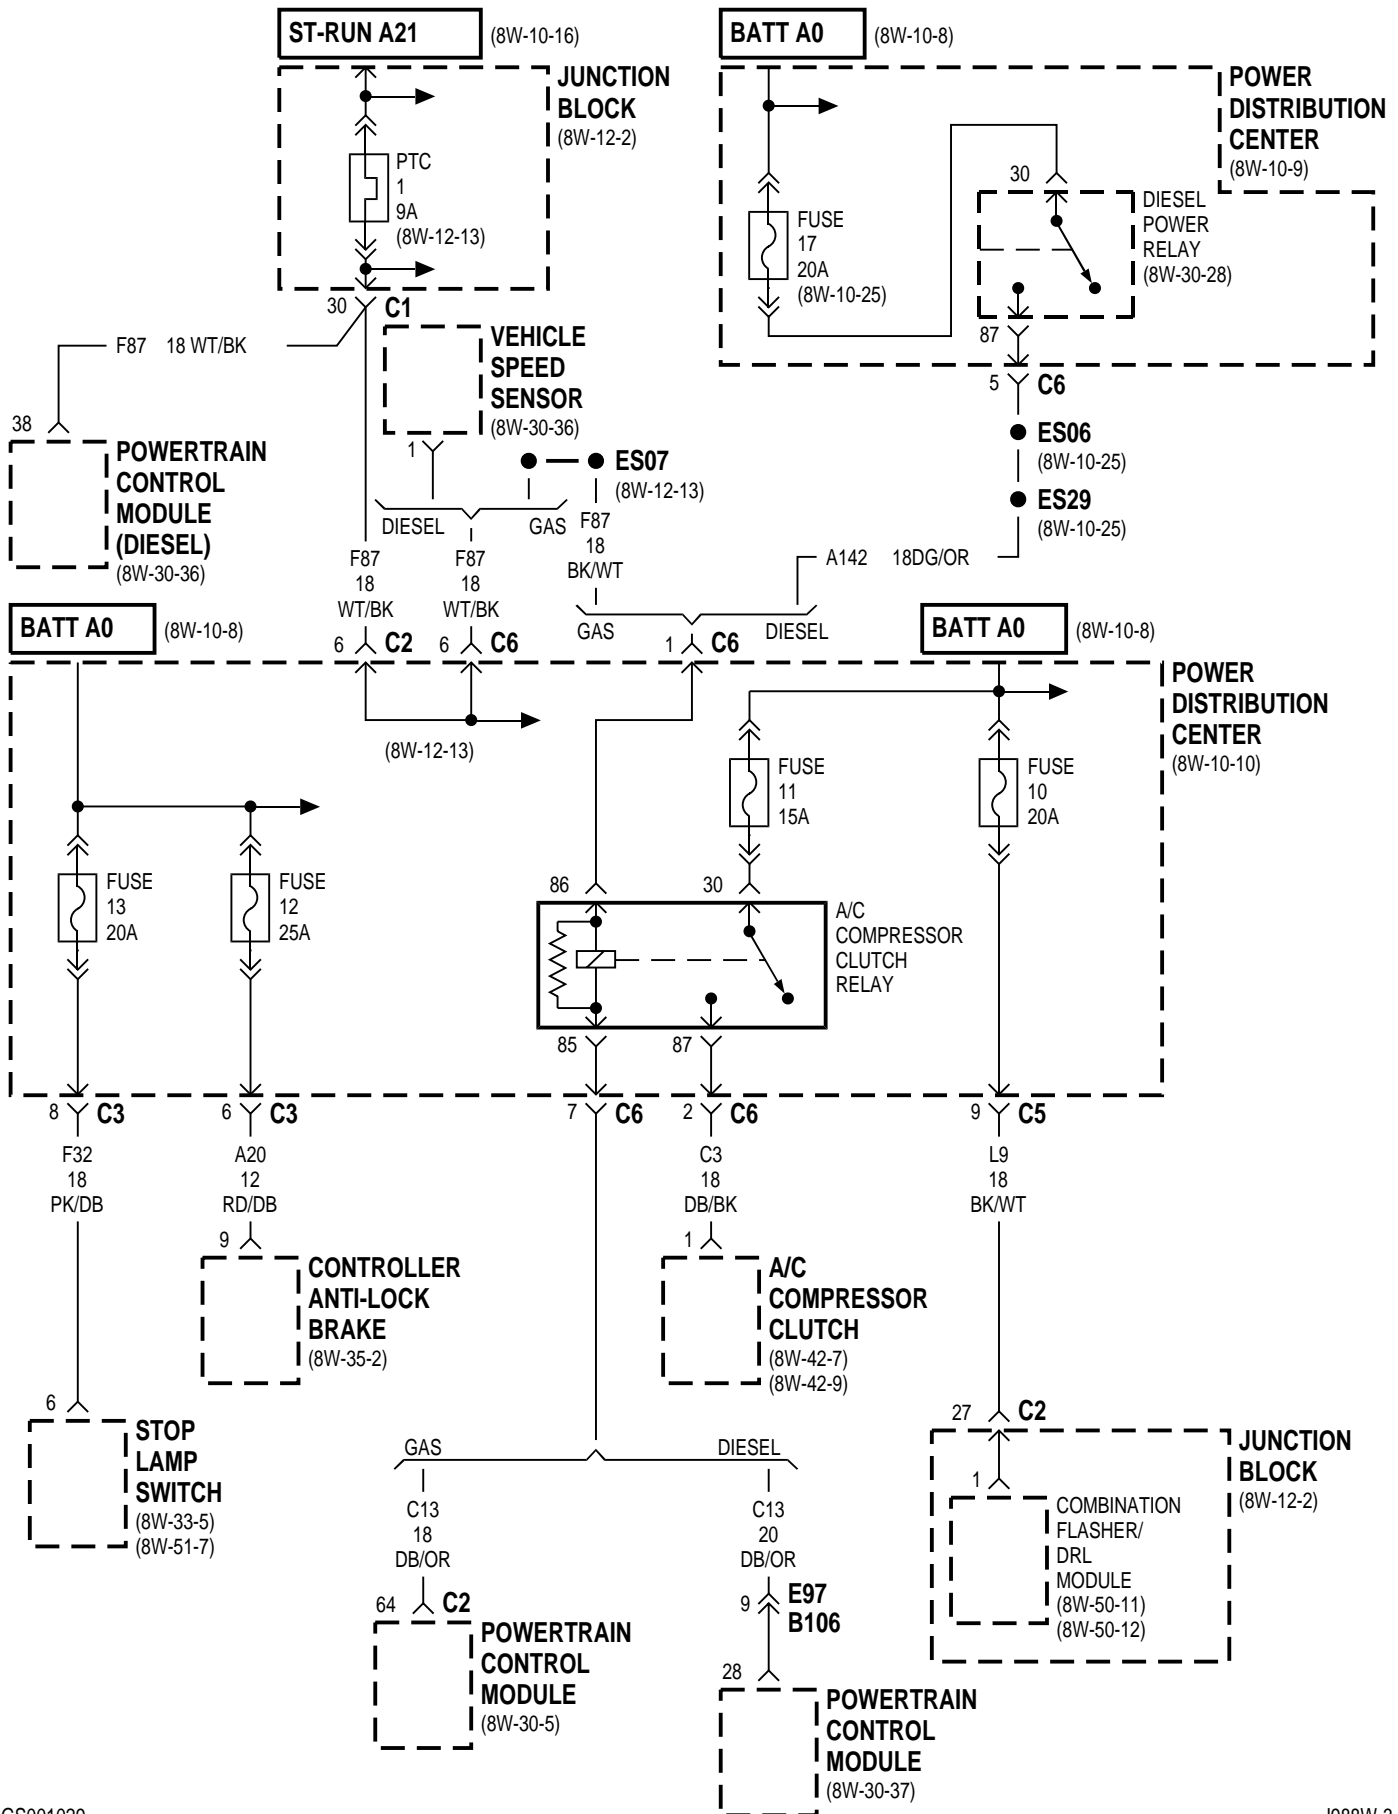 ST-RUN A21
(8W-10-16)
BATT A0
(8W-10-8)
JUNCTION
BLOCK
(8W-12-2)
POWER
DISTRIBUTION
CENTER
(8W-10-9)
PTC
1
9A
(8W-12-13)
FUSE
17
20A
(8W-10-25)
30
DIESEL
POWER
RELAY
(8W-30-28)
87
30
C1
5
C6
F87 18 WT/BK
VEHICLE
SPEED
SENSOR
(8W-30-36)
1
38
POWERTRAIN
CONTROL
MODULE
(DIESEL)
(8W-30-36)
ES06
(8W-10-25)
ES29
(8W-10-25)
ES07
(8W-12-13)
DIESEL
GAS
F87
18
BK/WT
A142 18DG/OR
F87
18
WT/BK
F87
18
WT/BK
GAS
DIESEL
BATT A0
(8W-10-8)
BATT A0
(8W-10-8)
6
C2
6
C6
1
C6
POWER
DISTRIBUTION
CENTER
(8W-10-10)
(8W-12-13)
FUSE
11
15A
FUSE
10
20A
FUSE
13
20A
FUSE
12
25A
86
30
A/C
COMPRESSOR
CLUTCH
RELAY
85
87
8
C3
6
C3
7
C6
2
C6
9
C5
F32
18
PK/DB
A20
12
RD/DB
C3
18
DB/BK
L9
18
BK/WT
9
CONTROLLER
ANTI-LOCK
BRAKE
(8W-35-2)
1
A/C
COMPRESSOR
CLUTCH
(8W-42-7)
(8W-42-9)
6
STOP
LAMP
SWITCH
(8W-33-5)
(8W-51-7)
27
C2
JUNCTION
BLOCK
(8W-12-2)
1
COMBINATION
FLASHER/
DRL
MODULE
(8W-50-11)
(8W-50-12)
GAS
DIESEL
C13
18
DB/OR
C13
20
DB/OR
64
C2
POWERTRAIN
CONTROL
MODULE
(8W-30-5)
9
E97
B106
28
POWERTRAIN
CONTROL
MODULE
(8W-30-37)